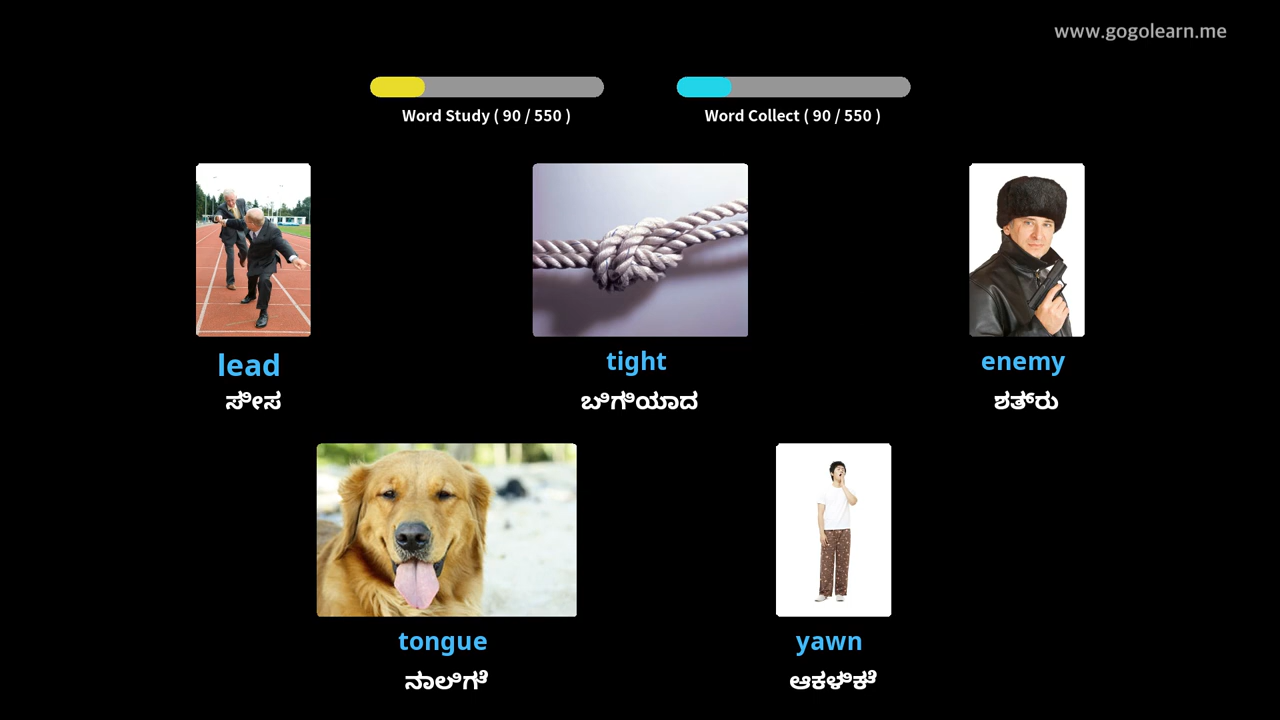 www.gogolearn.me
Word Study ( 90 / 550 )
Word Collect ( 90 / 550 )
lead
ಸೀಸ
tight
ಬಿಗಿಯಾದ
enemy
ಶತ್ರು
tongue
ನಾಲಿಗೆ
yawn
ಆಕಳಿಕೆ